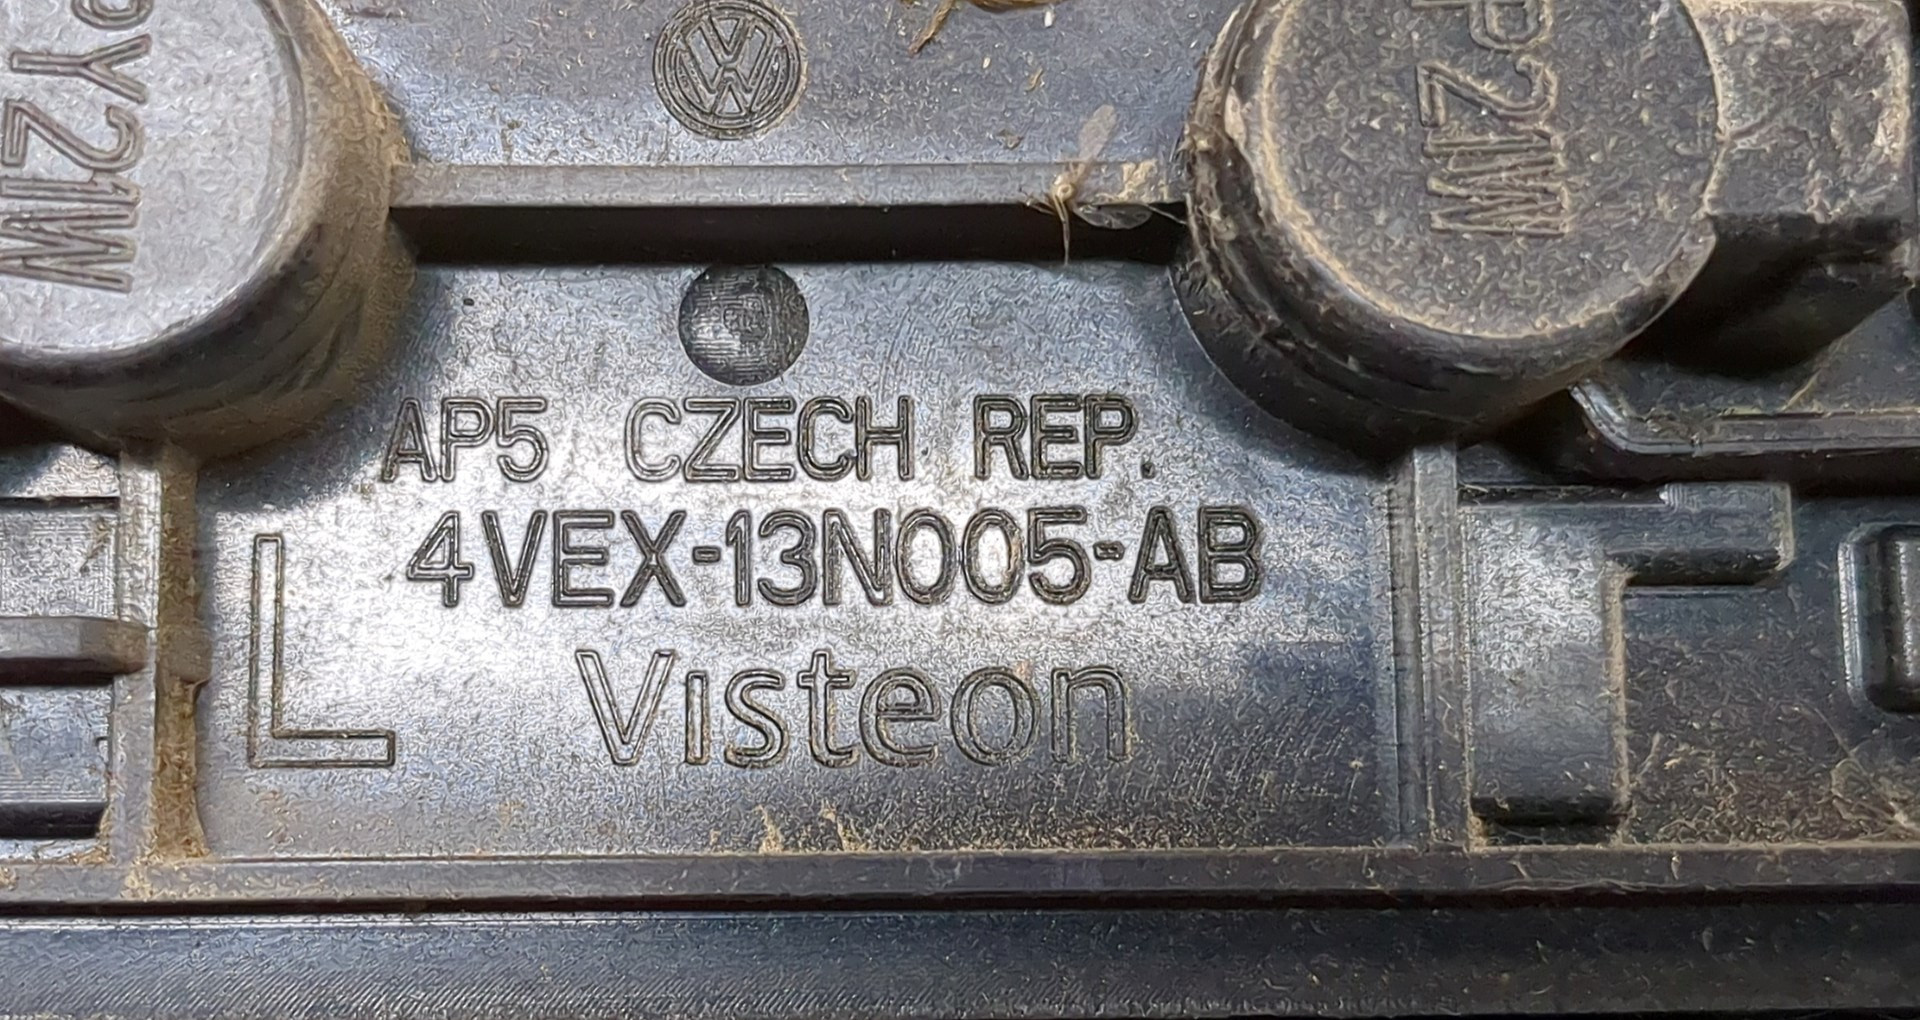 PY21W
P21W
AP5 CZECH REP.
4VEX-13N005-AB
L
Visteon